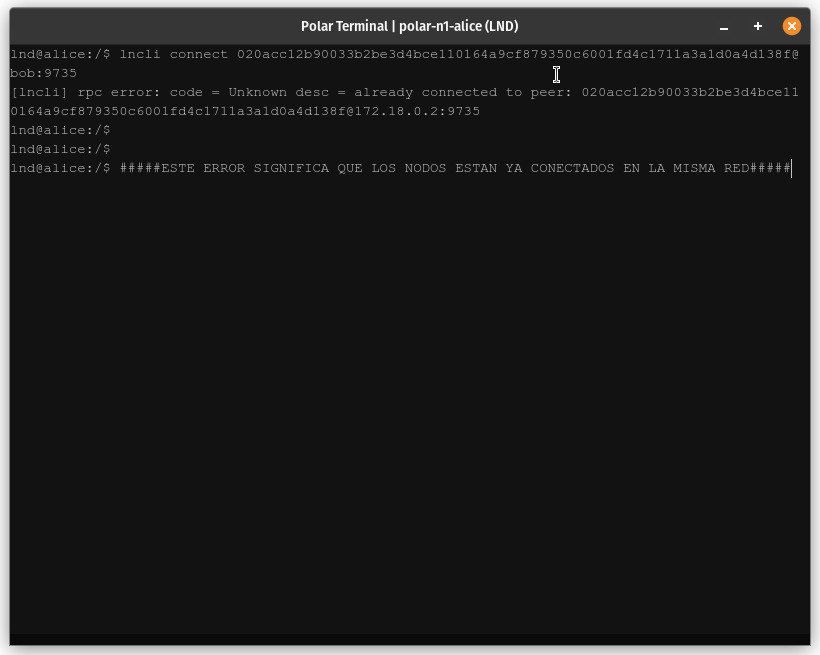 Polar Terminal | polar-n1-alice (LND)
lnd@alice:/$ lncli connect 020acc12b90033b2be3d4bce110164a9cf879350c6001fd4c1711a3a1d0a4d138f@
bob:9735
[lncli] rpc error: code = Unknown desc = already connected to peer: 020acc12b90033b2be3d4bce11
0164a9cf879350c6001fd4c1711a3a1d0a4d138f@172.18.0.2:9735
lnd@alice:/$
lnd@alice:/$
lnd@alice:/$ #####ESTE ERROR SIGNIFICA QUE LOS NODOS ESTAN YA CONECTADOS EN LA MISMA RED#####